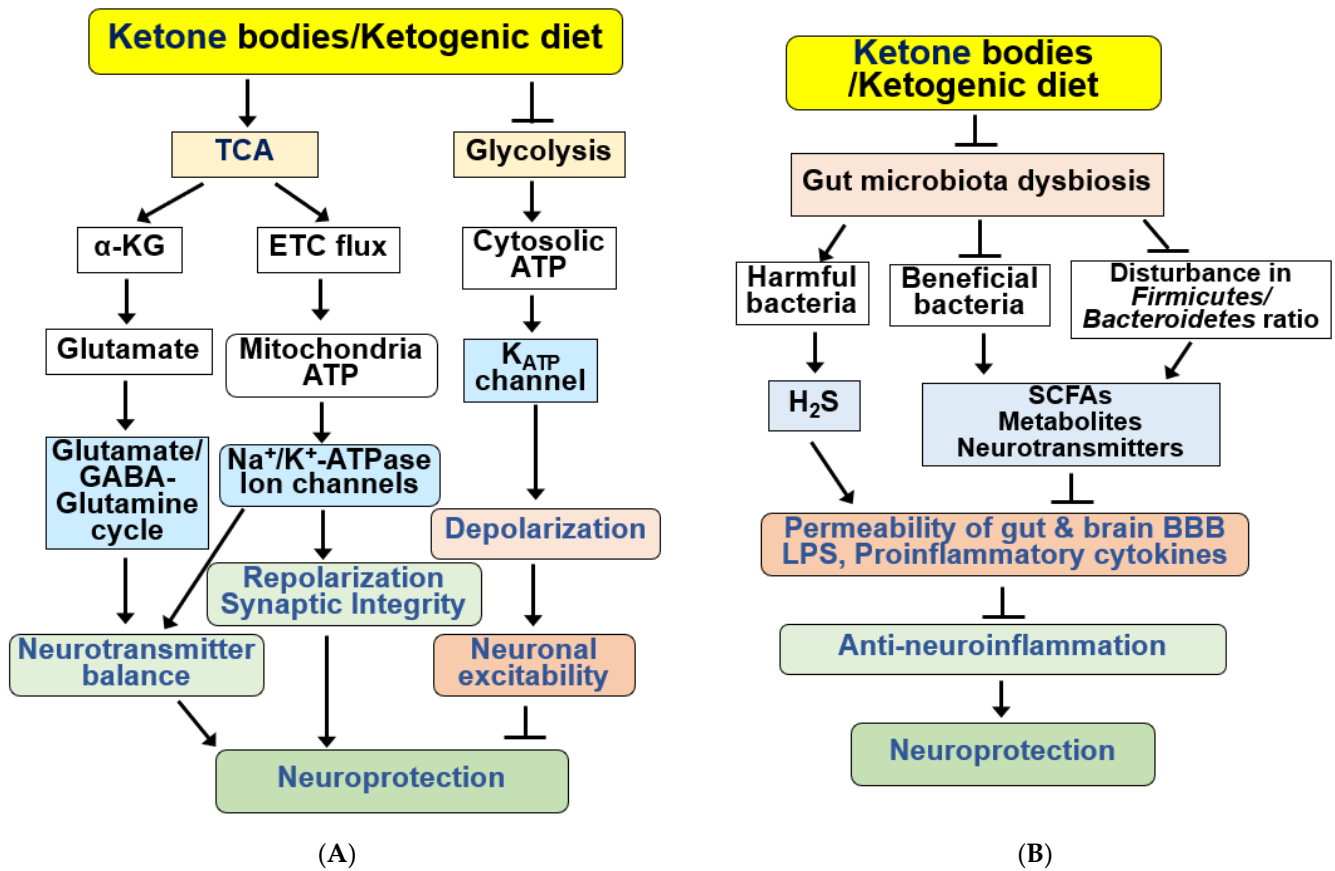 Ketone bodies/Ketogenic diet
TCA
Glycolysis
α-KG
ETC flux
Cytosolic
ATP
Glutamate
Mitochondria
ATP
K_ATP
channel
Glutamate/
GABA-
Glutamine
cycle
Na⁺/K⁺-ATPase
Ion channels
Depolarization
Repolarization
Synaptic Integrity
Neurotransmitter
balance
Neuronal
excitability
Neuroprotection
(A)
Ketone bodies
/Ketogenic diet
Gut microbiota dysbiosis
Harmful
bacteria
Beneficial
bacteria
Disturbance in
Firmicutes/
Bacteroidetes ratio
H₂S
SCFAs
Metabolites
Neurotransmitters
Permeability of gut & brain BBB
LPS, Proinflammatory cytokines
Anti-neuroinflammation
Neuroprotection
(B)